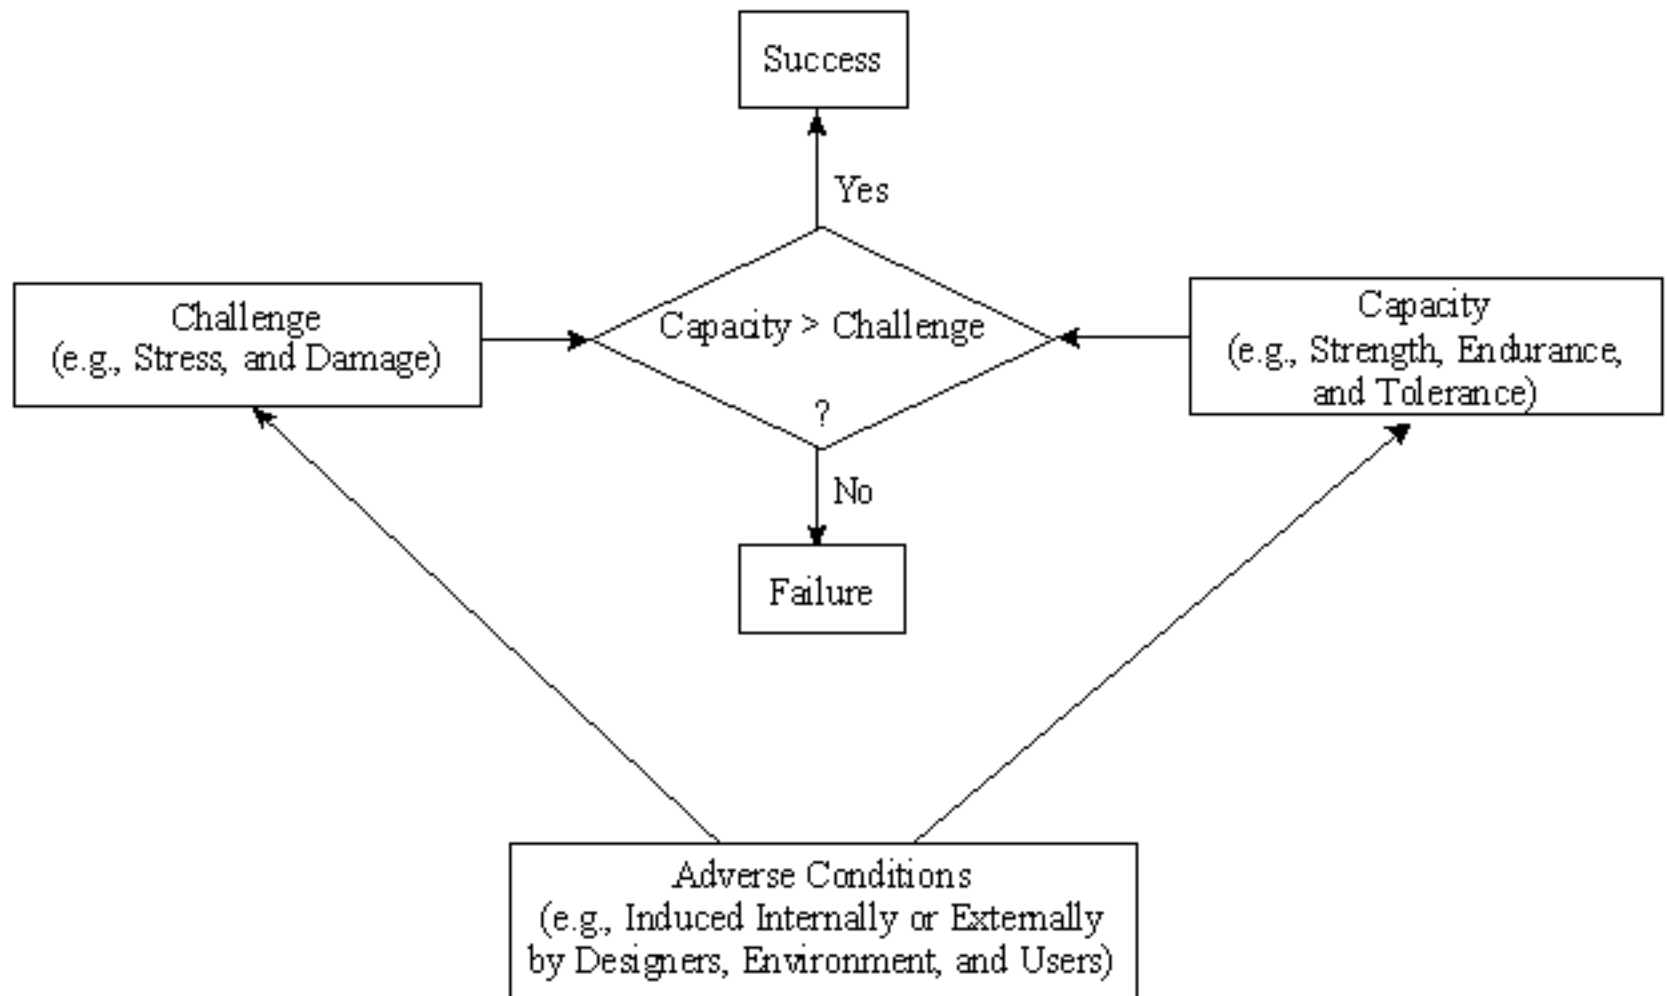 Success
Yes
Challenge
(e.g., Stress, and Damage)
Capacity > Challenge
?
Capacity
(e.g., Strength, Endurance,
and Tolerance)
No
Failure
Adverse Conditions
(e.g., Induced Internally or Externally
by Designers, Environment, and Users)